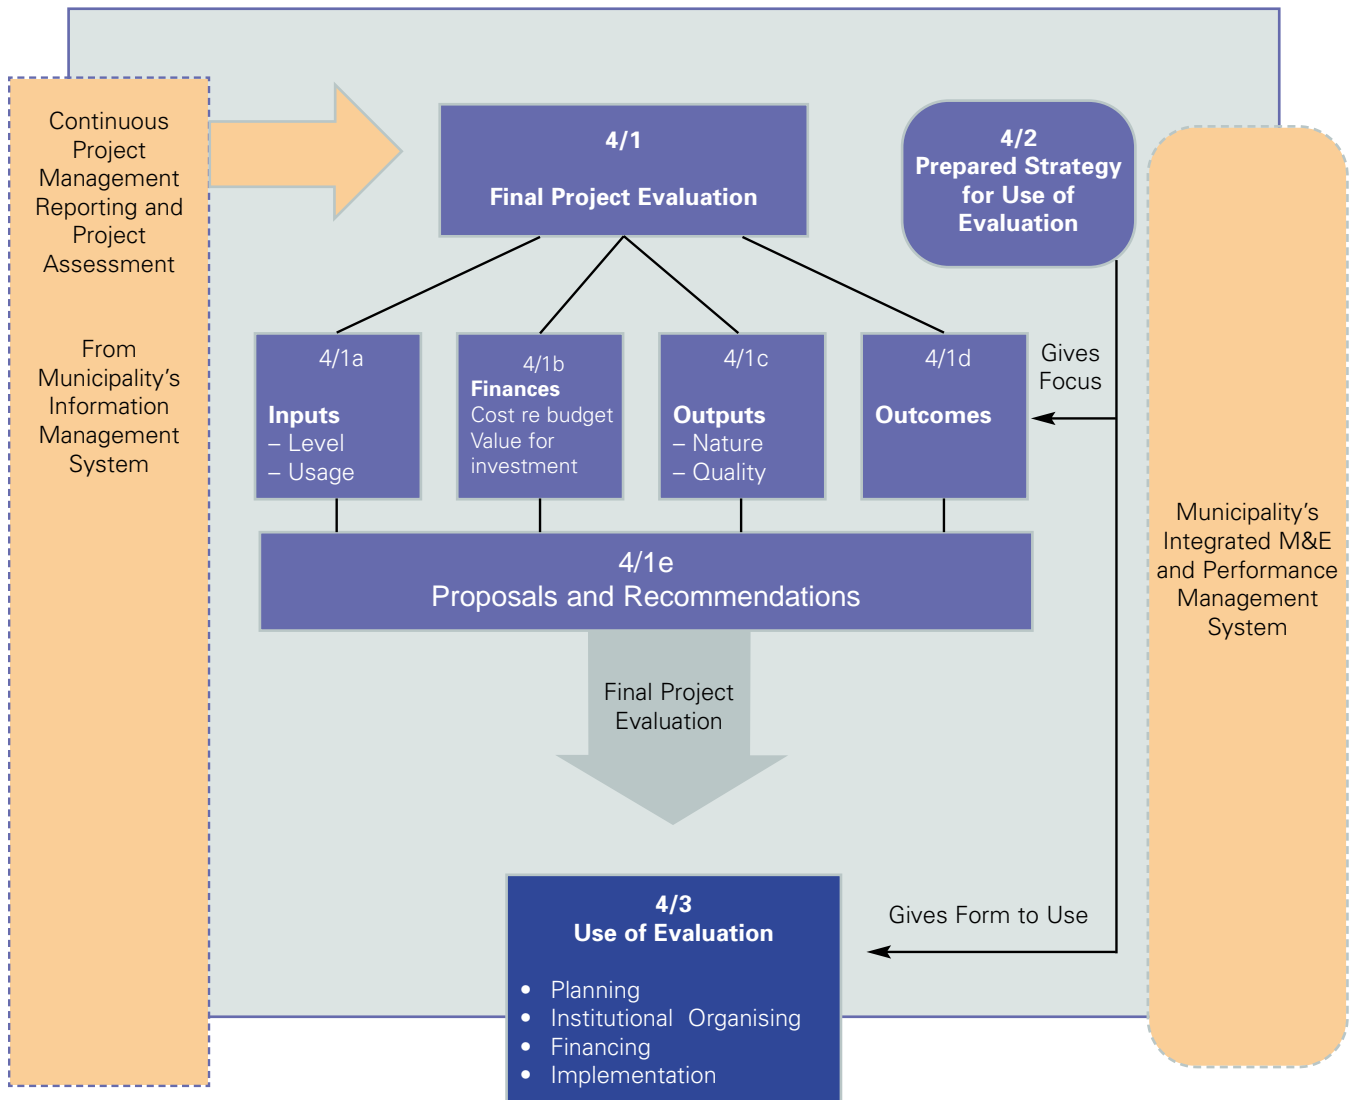 Continuous
Project
Management
Reporting and
Project
Assessment
From
Municipality’s
Information
Management
System
4/1
Final Project Evaluation
4/2
Prepared Strategy
for Use of
Evaluation
4/1a
Inputs
– Level
– Usage
4/1b
Finances
Cost re budget
Value for
investment
4/1c
Outputs
– Nature
– Quality
4/1d
Outcomes
Gives
Focus
4/1e
Proposals and Recommendations
Final Project
Evaluation
Municipality’s
Integrated M&E
and Performance
Management
System
4/3
Use of Evaluation
• Planning
• Institutional Organising
• Financing
• Implementation
Gives Form to Use